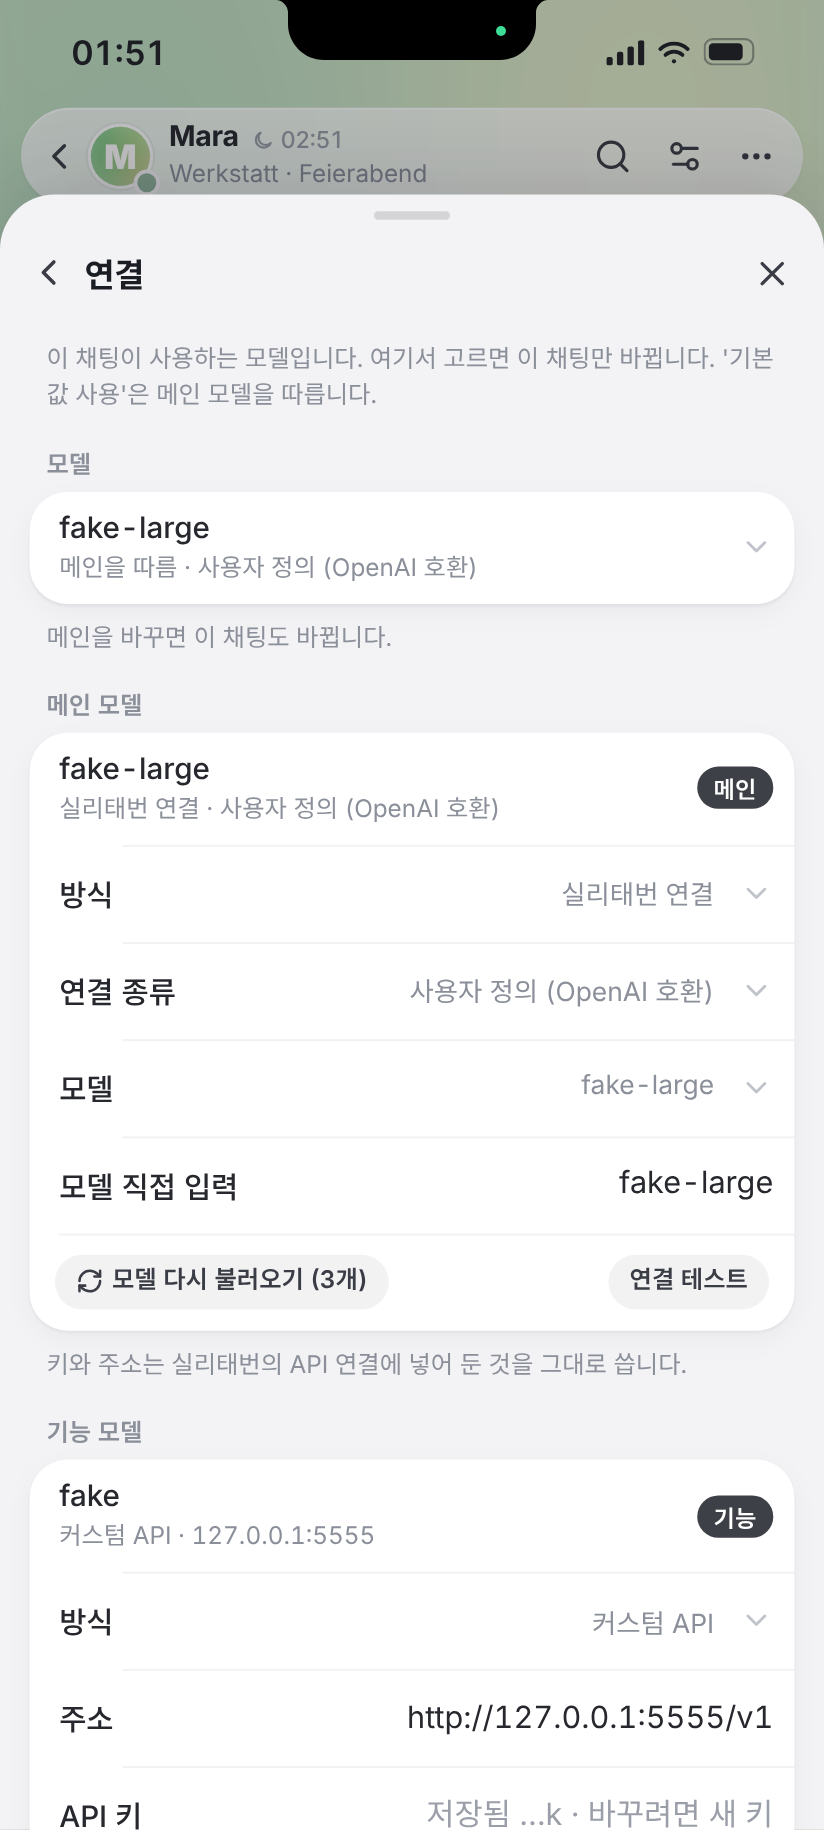 01:51
M
Mara 02:51
Werkstatt · Feierabend
연결
이 채팅이 사용하는 모델입니다. 여기서 고르면 이 채팅만 바뀝니다. '기본
값 사용'은 메인 모델을 따릅니다.
모델
fake-large
메인을 따름 · 사용자 정의 (OpenAI 호환)
메인을 바꾸면 이 채팅도 바뀝니다.
메인 모델
fake-large
실리태번 연결 · 사용자 정의 (OpenAI 호환)
메인
방식
실리태번 연결
연결 종류
사용자 정의 (OpenAI 호환)
모델
fake-large
모델 직접 입력
fake-large
모델 다시 불러오기 (3개)
연결 테스트
키와 주소는 실리태번의 API 연결에 넣어 둔 것을 그대로 씁니다.
기능 모델
fake
커스텀 API · 127.0.0.1:5555
기능
방식
커스텀 API
주소
http://127.0.0.1:5555/v1
API 키
저장됨 ...k · 바꾸려면 새 키